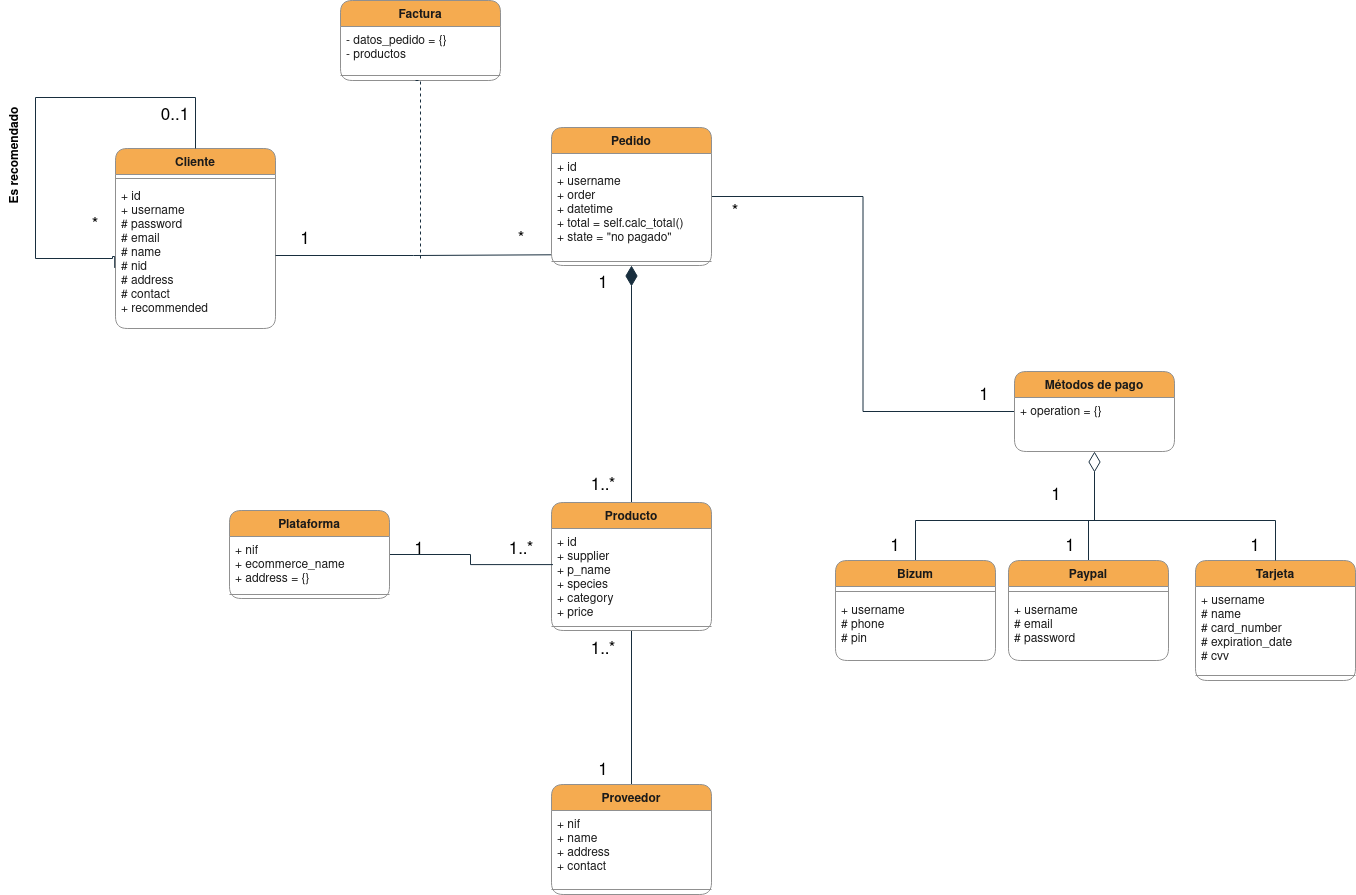 Factura
- datos_pedido = {}
- productos
Es recomendado
0..1
*
Cliente
+ id
+ username
# password
# email
# name
# nid
# address
# contact
+ recommended
1
*
Pedido
+ id
+ username
+ order
+ datetime
+ total = self.calc_total()
+ state = "no pagado"
*
1
1
Métodos de pago
+ operation = {}
1
1..*
Plataforma
+ nif
+ ecommerce_name
+ address = {}
1
1..*
Producto
+ id
+ supplier
+ p_name
+ species
+ category
+ price
1
Bizum
+ username
# phone
# pin
1
Paypal
+ username
# email
# password
1
Tarjeta
+ username
# name
# card_number
# expiration_date
# cvv
1..*
1
Proveedor
+ nif
+ name
+ address
+ contact